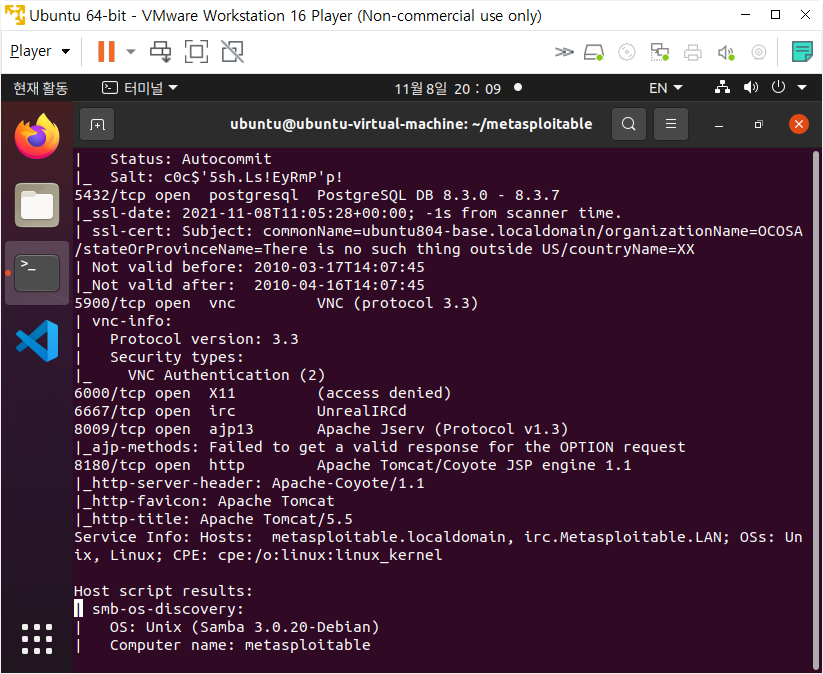 Ubuntu 64-bit - VMware Workstation 16 Player (Non-commercial use only)
Player
현재 활동
터미널
11월 8일 20 : 09
EN
ubuntu@ubuntu-virtual-machine: ~/metasploitable
|   Status: Autocommit
|_  Salt: c0c$'5sh.Ls!EyRmP'p!
5432/tcp open  postgresql  PostgreSQL DB 8.3.0 - 8.3.7
|_ssl-date: 2021-11-08T11:05:28+00:00; -1s from scanner time.
| ssl-cert: Subject: commonName=ubuntu804-base.localdomain/organizationName=OCOSA
/stateOrProvinceName=There is no such thing outside US/countryName=XX
| Not valid before: 2010-03-17T14:07:45
|_Not valid after:  2010-04-16T14:07:45
5900/tcp open  vnc         VNC (protocol 3.3)
| vnc-info:
|   Protocol version: 3.3
|   Security types:
|_    VNC Authentication (2)
6000/tcp open  X11         (access denied)
6667/tcp open  irc         UnrealIRCd
8009/tcp open  ajp13       Apache Jserv (Protocol v1.3)
|_ajp-methods: Failed to get a valid response for the OPTION request
8180/tcp open  http        Apache Tomcat/Coyote JSP engine 1.1
|_http-server-header: Apache-Coyote/1.1
|_http-favicon: Apache Tomcat
|_http-title: Apache Tomcat/5.5
Service Info: Hosts:  metasploitable.localdomain, irc.Metasploitable.LAN; OSs: Un
ix, Linux; CPE: cpe:/o:linux:linux_kernel

Host script results:
| smb-os-discovery:
|   OS: Unix (Samba 3.0.20-Debian)
|   Computer name: metasploitable